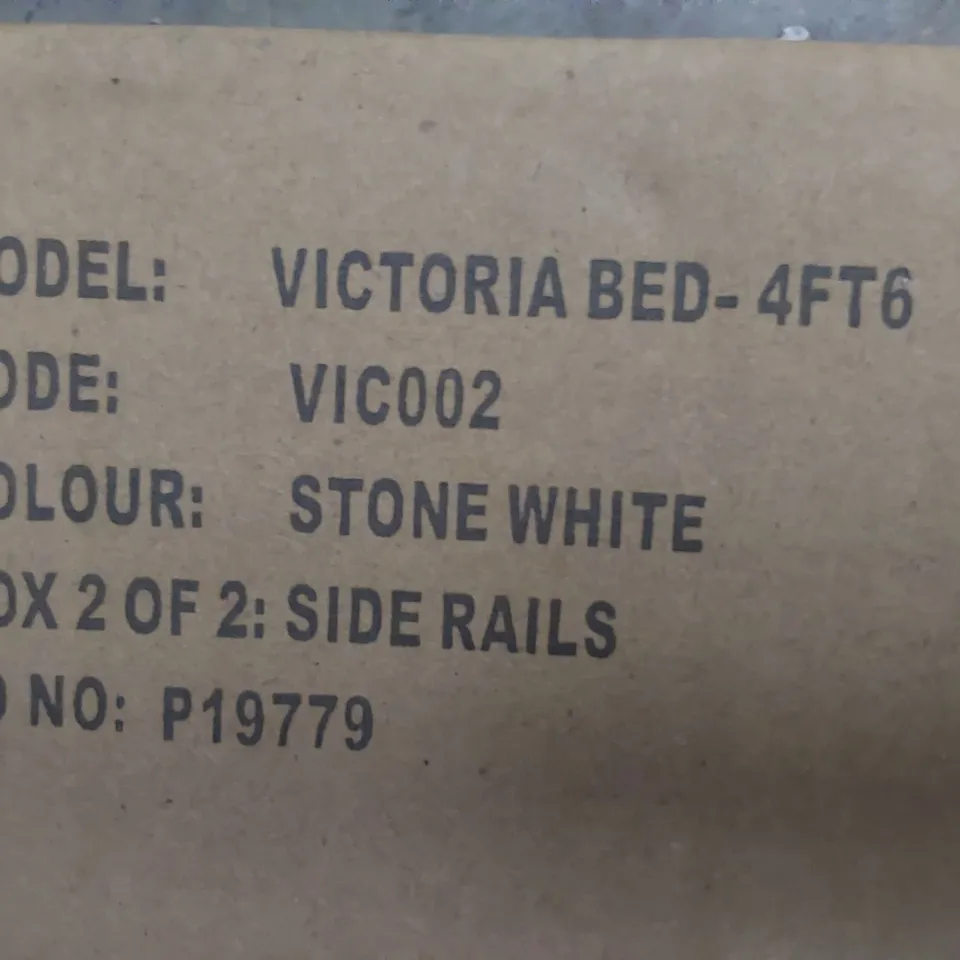 ODEL: VICTORIA BED- 4FT6
ODE: VIC002
OLOUR: STONE WHITE
OX 2 OF 2: SIDE RAILS
O NO: P19779